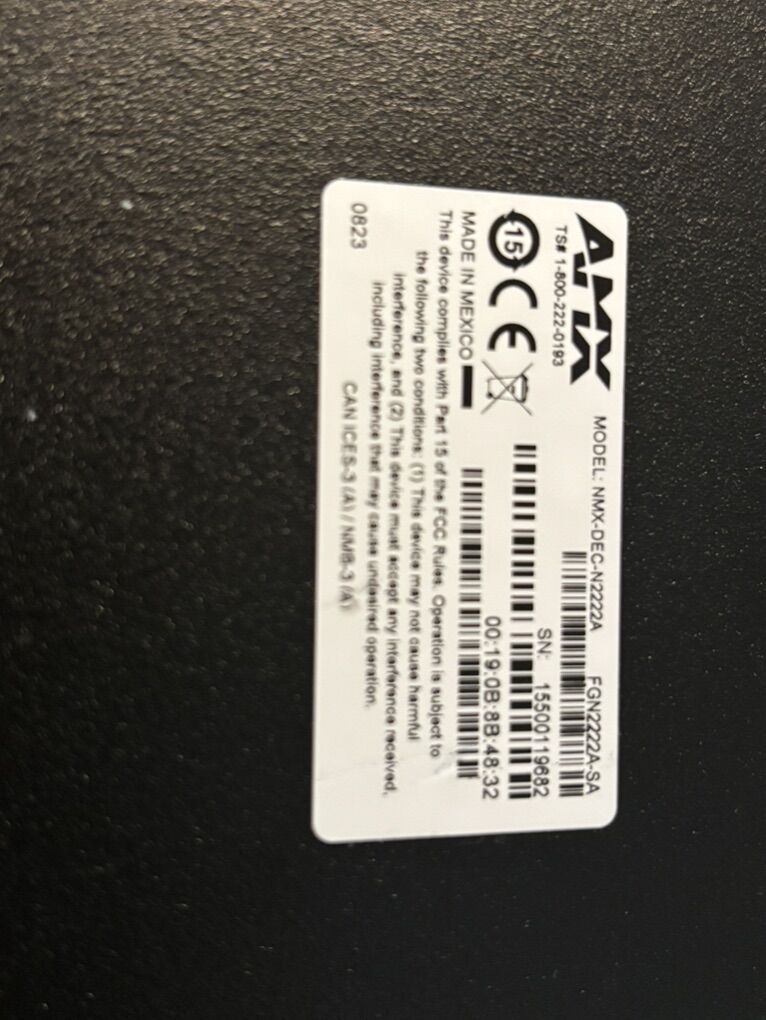 AMX
MODEL: NMX-DEC-N2222A FGN2222A-SA
TS# 1-800-222-0193
SN: 15500119682
15
CE
00:19:0B:8B:48:32
MADE IN MEXICO
This device complies with Part 15 of the FCC Rules. Operation is subject to
the following two conditions: (1) This device may not cause harmful
interference, and (2) This device must accept any interference received,
including interference that may cause undesired operation.
CAN ICES-3 (A) / NMB-3 (A)
0823